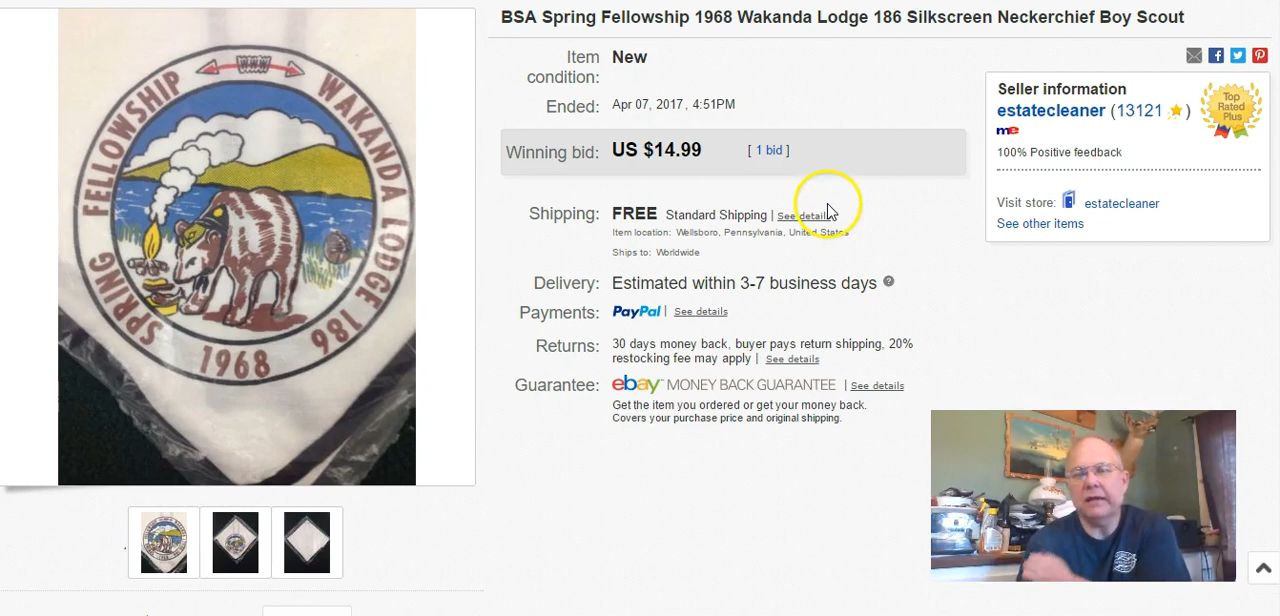 BSA Spring Fellowship 1968 Wakanda Lodge 186 Silkscreen Neckerchief Boy Scout
SPRING FELLOWSHIP WWW WAKANDA LODGE 186
1968
Item condition: New
Ended: Apr 07, 2017 , 4:51PM
Winning bid: US $14.99 [ 1 bid ]
Shipping: FREE Standard Shipping | See details
Item location: Wellsboro, Pennsylvania, United States
Ships to: Worldwide
Delivery: Estimated within 3-7 business days ?
Payments: PayPal | See details
Returns: 30 days money back, buyer pays return shipping, 20%
restocking fee may apply | See details
Guarantee: ebay MONEY BACK GUARANTEE | See details
Get the item you ordered or get your money back.
Covers your purchase price and original shipping.
Seller information
estatecleaner (13121 )
me
100% Positive feedback
Top
Rated
Plus
Visit store: estatecleaner
See other items